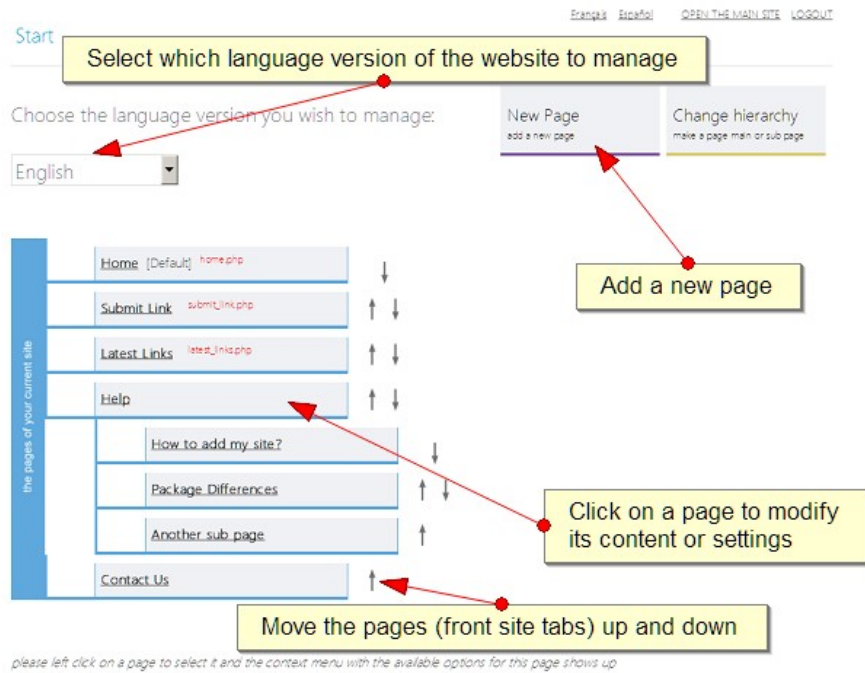 Français Español OPEN THE MAIN SITE LOGOUT
Start
Select which language version of the website to manage
Choose the language version you wish to manage:
New Page
add a new page
Change hierarchy
make a page main or sub page
English
Add a new page
the pages of your current site
Home [Default] home.php
Submit Link submit_link.php
Latest Links latest_links.php
Help
How to add my site?
Package Differences
Another sub page
Click on a page to modify
its content or settings
Contact Us
Move the pages (front site tabs) up and down
please left click on a page to select it and the context menu with the available options for this page shows up